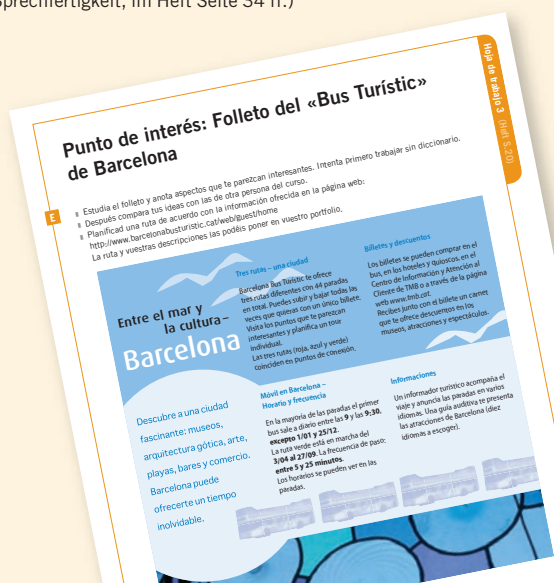 Sprechfertigkeit, im Heft Seite 34 ff.)
Hoja de trabajo 3 (Heft S.20)
Punto de interés: Folleto del «Bus Turístic»
de Barcelona
E
Estudia el folleto y anota aspectos que te parezcan interesantes. Intenta primero trabajar sin diccionario.
Después compara tus ideas con las de otra persona del curso.
Planificad una ruta de acuerdo con la información ofrecida en la página web:
http://www.barcelonabusturistic.cat/web/guest/home
La ruta y vuestras descripciones las podéis poner en vuestro portfolio.
Entre el mar y
la cultura –
Barcelona
Descubre a una ciudad
fascinante: museos,
arquitectura gótica, arte,
playas, bares y comercio.
Barcelona puede
ofrecerte un tiempo
inolvidable.
Tres rutas – una ciudad
Barcelona Bus Turístic te ofrece
tres rutas diferentes con 44 paradas
en total. Puedes subir y bajar todas las
veces que quieras con un único billete.
Visita los puntos que te parezcan
interesantes y planifica un tour
individual.
Las tres rutas (roja, azul y verde)
coinciden en puntos de conexión.
Billetes y descuentos
Los billetes se pueden comprar en el
bus, en los hoteles y quioscos, en el
Centro de Información y Atención al
Cliente de TMB o a través de la página
web www.tmb.cat.
Recibes junto con el billete un carnet
que te ofrece descuentos en los
museos, atracciones y espectáculos.
Móvil en Barcelona –
Horario y frecuencia
En la mayoría de las paradas el primer
bus sale a diario entre las 9 y las 9:30,
excepto 1/01 y 25/12.
La ruta verde está en marcha del
3/04 al 27/09. La frecuencia de paso:
entre 5 y 25 minutos.
Los horarios se pueden ver en las
paradas.
Informaciones
Un informador turístico acompaña el
viaje y anuncia las paradas en varios
idiomas. Una guía auditiva te presenta
las atracciones de Barcelona (diez
idiomas a escoger).